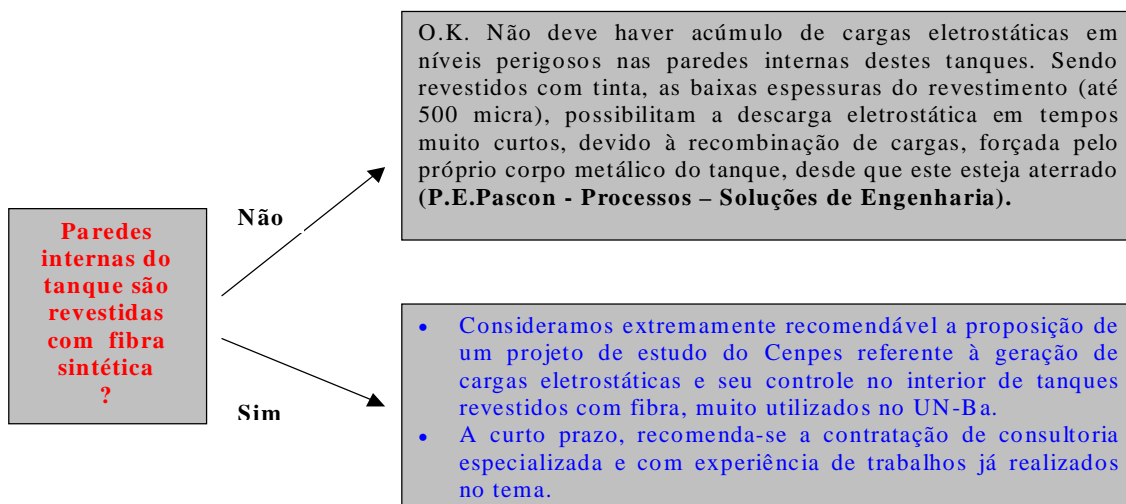 O.K. Não deve haver acúmulo de cargas eletrostáticas em
níveis perigosos nas paredes internas destes tanques. Sendo
revestidos com tinta, as baixas espessuras do revestimento (até
500 micra), possibilitam a descarga eletrostática em tempos
muito curtos, devido à recombinação de cargas, forçada pelo
próprio corpo metálico do tanque, desde que este esteja aterrado
(P.E.Pascon - Processos – Soluções de Engenharia).
Não
Paredes
internas do
tanque são
revestidas
com fibra
sintética
?
Sim
• Consideramos extremamente recomendável a proposição de
um projeto de estudo do Cenpes referente à geração de
cargas eletrostáticas e seu controle no interior de tanques
revestidos com fibra, muito utilizados no UN-Ba.
• A curto prazo, recomenda-se a contratação de consultoria
especializada e com experiência de trabalhos já realizados
no tema.